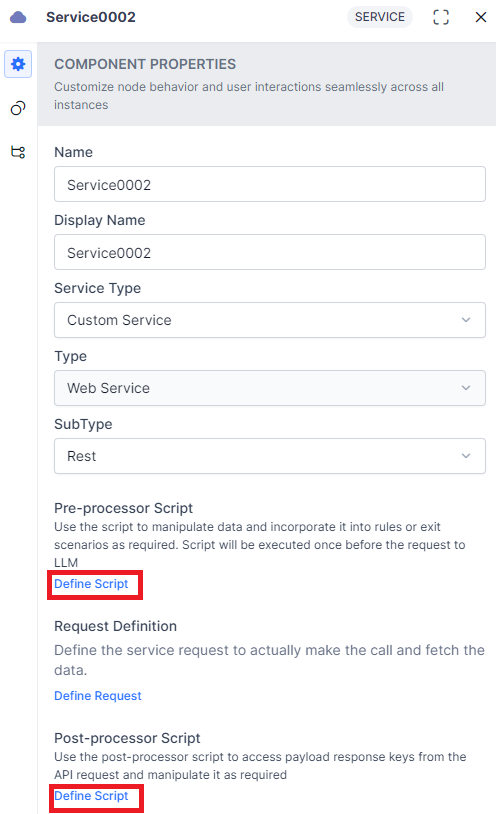 Service0002
SERVICE
COMPONENT PROPERTIES
Customize node behavior and user interactions seamlessly across all
instances
Name
Service0002
Display Name
Service0002
Service Type
Custom Service
Type
Web Service
SubType
Rest
Pre-processor Script
Use the script to manipulate data and incorporate it into rules or exit
scenarios as required. Script will be executed once before the request to
LLM
Define Script
Request Definition
Define the service request to actually make the call and fetch the
data.
Define Request
Post-processor Script
Use the post-processor script to access payload response keys from the
API request and manipulate it as required
Define Script